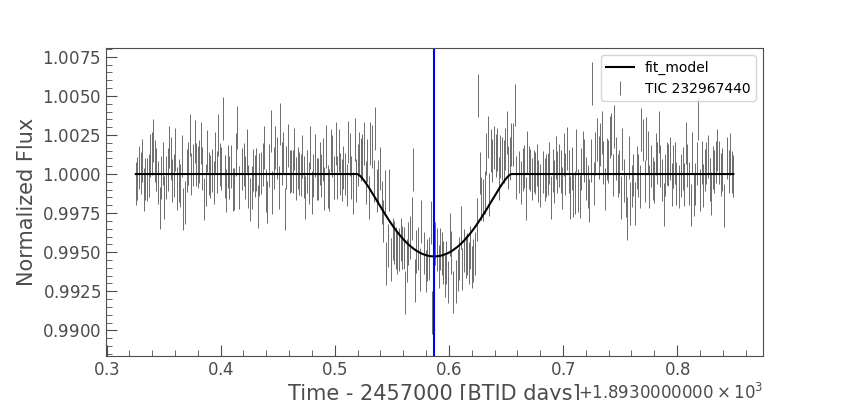 1.0075
1.0050
1.0025
1.0000
0.9975
0.9950
0.9925
0.9900
Normalized Flux
fit_model
TIC 232967440
0.3 0.4 0.5 0.6 0.7 0.8
Time - 2457000 [BTJD days]
+1.8930000000 × 10³